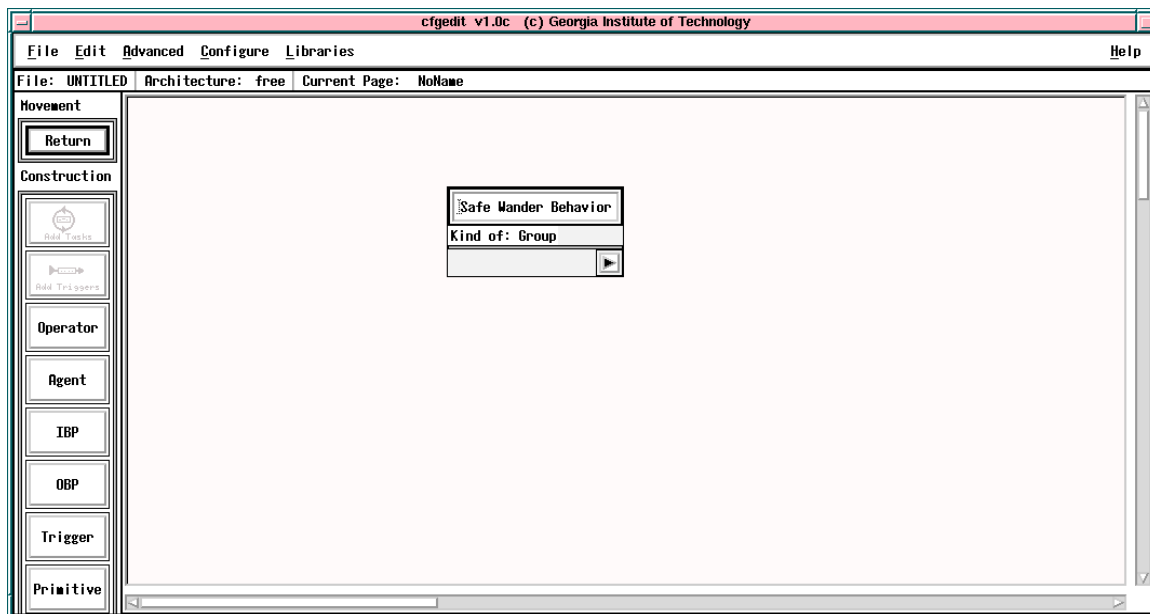 cfgedit v1.0c (c) Georgia Institute of Technology
File Edit Advanced Configure Libraries Help
File: UNTITLED Architecture: free Current Page: NoName
Movement
Return
Construction
Add Tasks
Add Triggers
Operator
Agent
IBP
OBP
Trigger
Primitive
Safe Wander Behavior
Kind of: Group